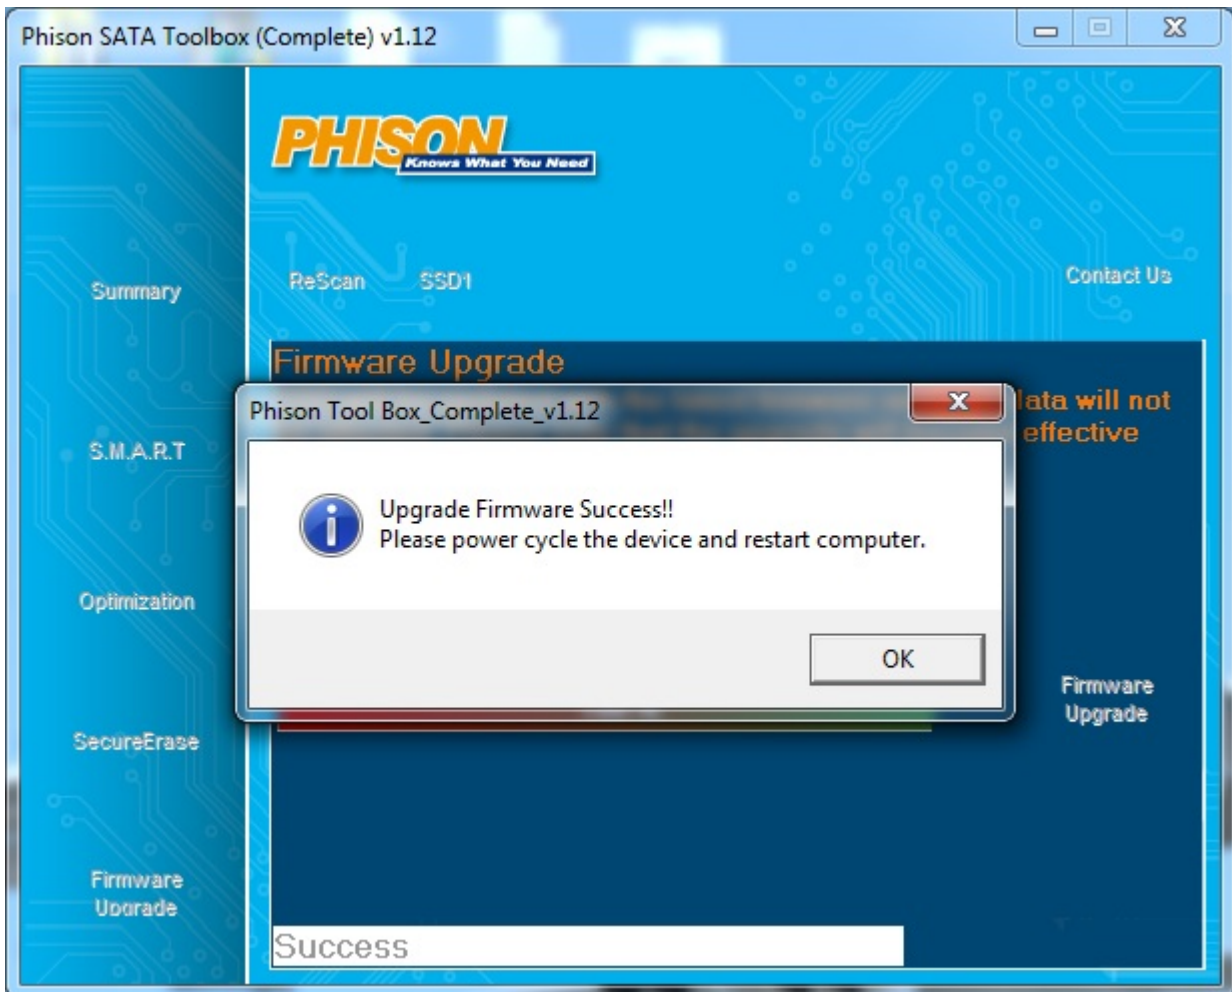 Phison SATA Toolbox (Complete) v1.12
PHISON
Knows What You Need
Summary
ReScan SSD1 Contact Us
Firmware Upgrade
data will not
effective
Phison Tool Box_Complete_v1.12
Upgrade Firmware Success!!
Please power cycle the device and restart computer.
OK
S.M.A.R.T
Optimization
SecureErase
Firmware
Upgrade
Firmware
Upgrade
Success